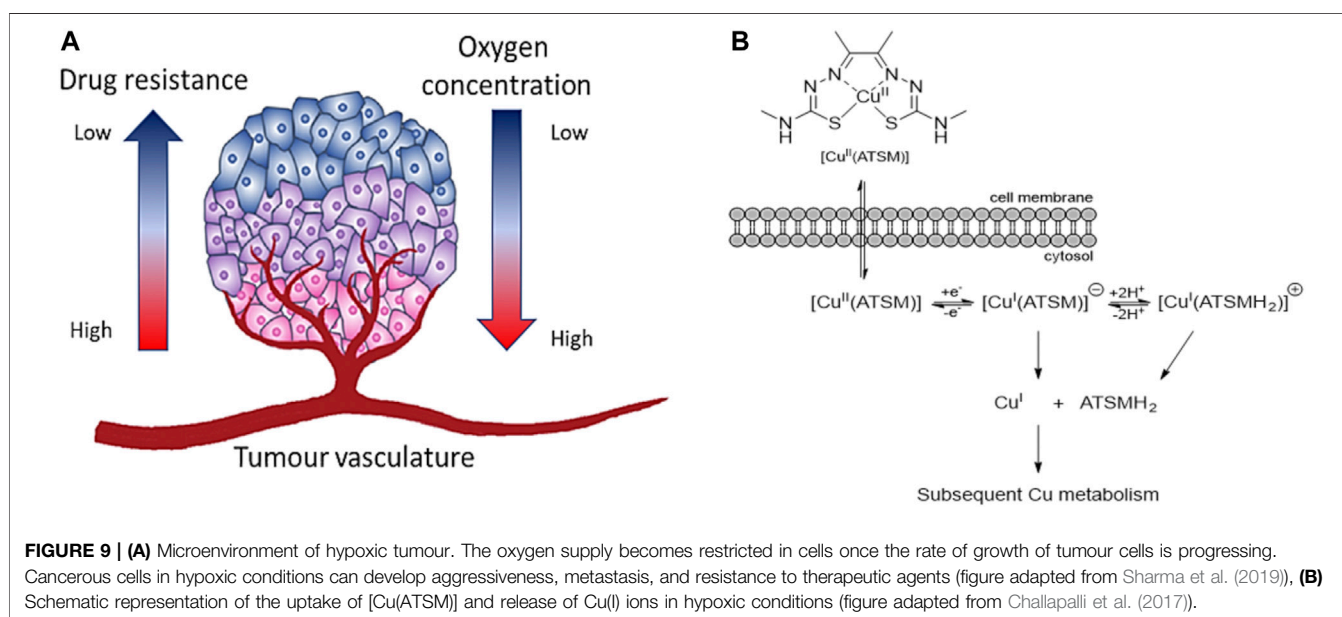 A
Drug resistance
Low
High
Oxygen
concentration
Low
High
Tumour vasculature
B
N
N
N
N
Cu^II
N
H
S
S
N
H
[Cu^II(ATSM)]
cell membrane
cytosol
[Cu^II(ATSM)] +e^- -e^- [Cu^I(ATSM)]^⊖ +2H^+ -2H^+ [Cu^I(ATSMH₂)]^⊕
Cu^I + ATSMH₂
Subsequent Cu metabolism
FIGURE 9 | (A) Microenvironment of hypoxic tumour. The oxygen supply becomes restricted in cells once the rate of growth of tumour cells is progressing.
Cancerous cells in hypoxic conditions can develop aggressiveness, metastasis, and resistance to therapeutic agents (figure adapted from Sharma et al. (2019)), (B)
Schematic representation of the uptake of [Cu(ATSM)] and release of Cu(I) ions in hypoxic conditions (figure adapted from Challapalli et al. (2017)).